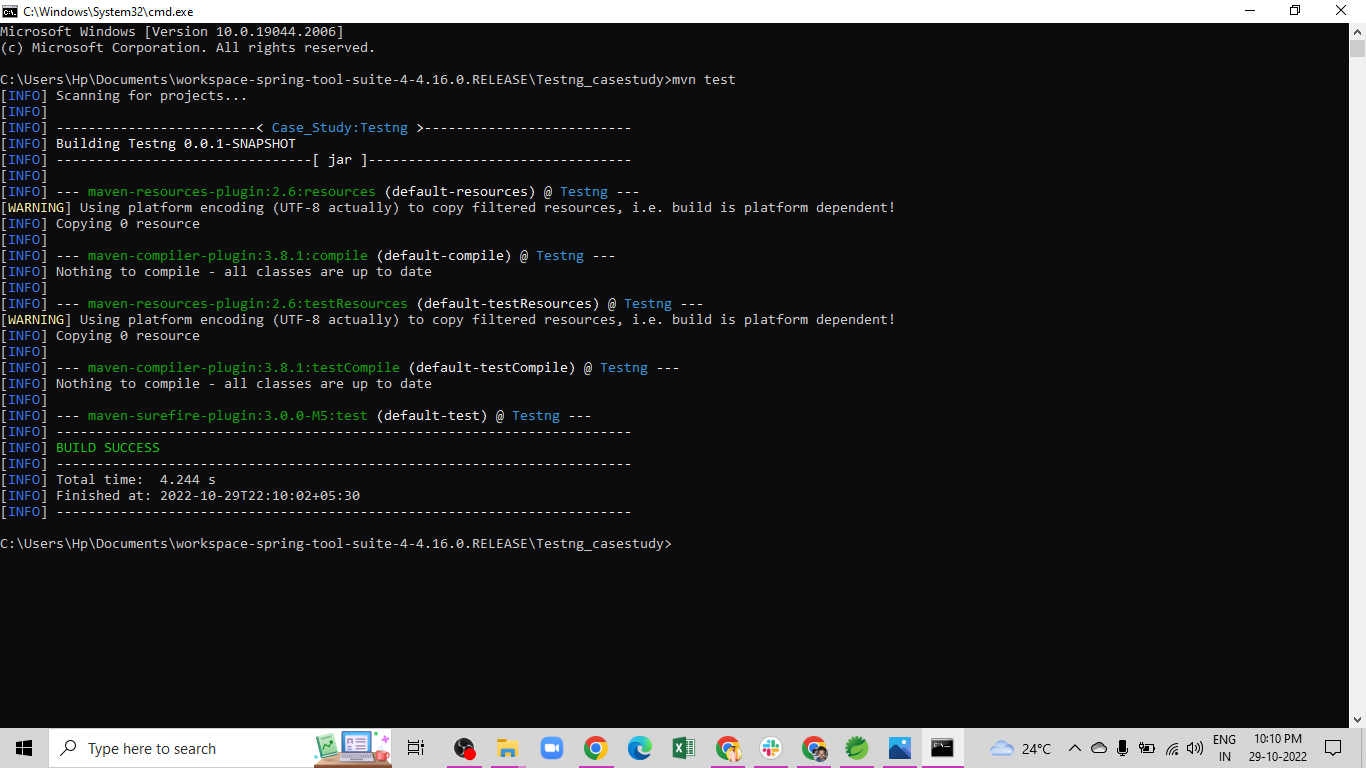 C:\Windows\System32\cmd.exe
Microsoft Windows [Version 10.0.19044.2006]
(c) Microsoft Corporation. All rights reserved.
C:\Users\Hp\Documents\workspace-spring-tool-suite-4-4.16.0.RELEASE\Testng_casestudy>mvn test
[INFO] Scanning for projects...
[INFO]
[INFO] -------------------------< Case_Study:Testng >--------------------------
[INFO] Building Testng 0.0.1-SNAPSHOT
[INFO] --------------------------------[ jar ]---------------------------------
[INFO]
[INFO] --- maven-resources-plugin:2.6:resources (default-resources) @ Testng ---
[WARNING] Using platform encoding (UTF-8 actually) to copy filtered resources, i.e. build is platform dependent!
[INFO] Copying 0 resource
[INFO]
[INFO] --- maven-compiler-plugin:3.8.1:compile (default-compile) @ Testng ---
[INFO] Nothing to compile - all classes are up to date
[INFO]
[INFO] --- maven-resources-plugin:2.6:testResources (default-testResources) @ Testng ---
[WARNING] Using platform encoding (UTF-8 actually) to copy filtered resources, i.e. build is platform dependent!
[INFO] Copying 0 resource
[INFO]
[INFO] --- maven-compiler-plugin:3.8.1:testCompile (default-testCompile) @ Testng ---
[INFO] Nothing to compile - all classes are up to date
[INFO]
[INFO] --- maven-surefire-plugin:3.0.0-M5:test (default-test) @ Testng ---
[INFO] ------------------------------------------------------------------------
[INFO] BUILD SUCCESS
[INFO] ------------------------------------------------------------------------
[INFO] Total time:  4.244 s
[INFO] Finished at: 2022-10-29T22:10:02+05:30
[INFO] ------------------------------------------------------------------------
C:\Users\Hp\Documents\workspace-spring-tool-suite-4-4.16.0.RELEASE\Testng_casestudy>
Type here to search
24°C
ENG
IN
10:10 PM
29-10-2022